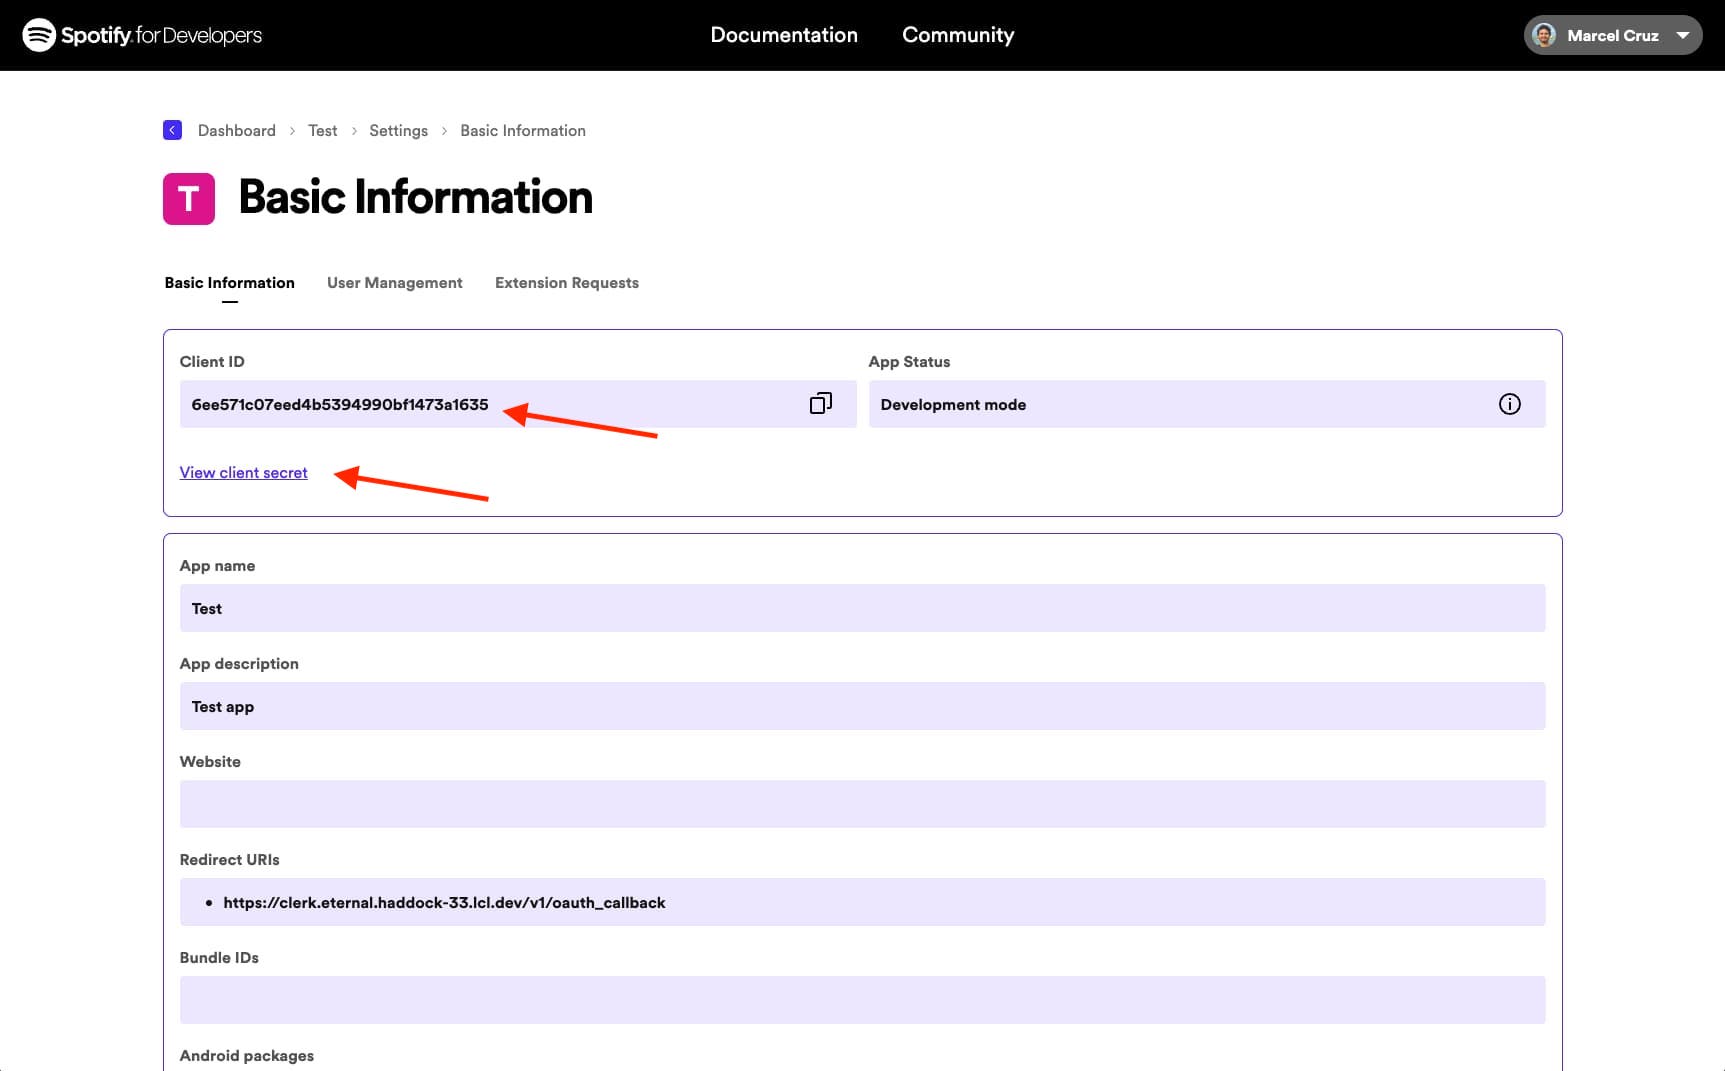 Spotify for Developers
Documentation
Community
Marcel Cruz
Dashboard > Test > Settings > Basic Information
T
Basic Information
Basic Information
User Management
Extension Requests
Client ID
6ee571c07eed4b5394990bf1473a1635
View client secret
App Status
Development mode
App name
Test
App description
Test app
Website
Redirect URIs
• https://clerk.eternal.haddock-33.lcl.dev/v1/oauth_callback
Bundle IDs
Android packages